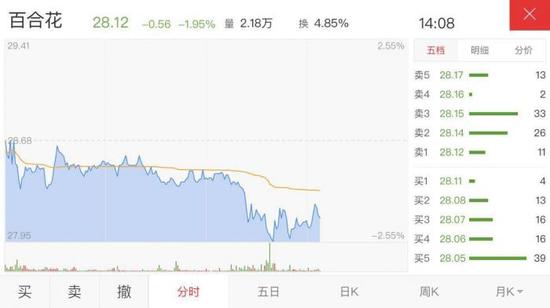 百合花 28.12 -0.56 -1.95% 量 2.18万 换 4.85% 14:08
29.41 2.55%
28.68
27.95 -2.55%
五档 明细 分价
卖5 28.17 13
卖4 28.16 2
卖3 28.15 33
卖2 28.14 26
卖1 28.12 11
买1 28.11 4
买2 28.08 13
买3 28.07 16
买4 28.06 16
买5 28.05 39
买 卖 撤 分时 五日 日K 周K 月K